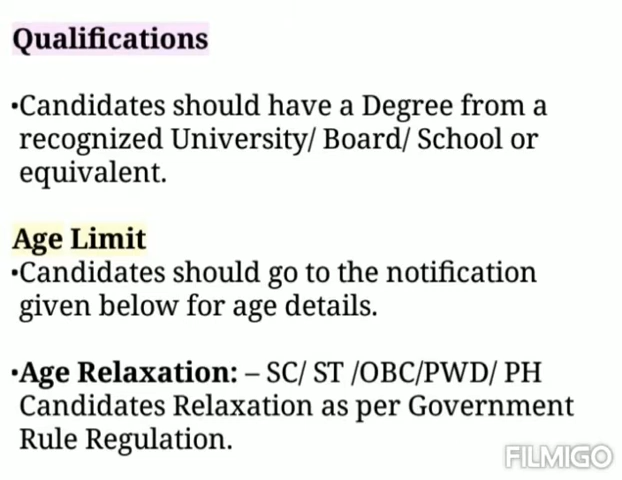 Qualifications
•Candidates should have a Degree from a
recognized University/ Board/ School or
equivalent.
Age Limit
•Candidates should go to the notification
given below for age details.
•Age Relaxation: – SC/ ST /OBC/PWD/ PH
Candidates Relaxation as per Government
Rule Regulation.
FILMIGO